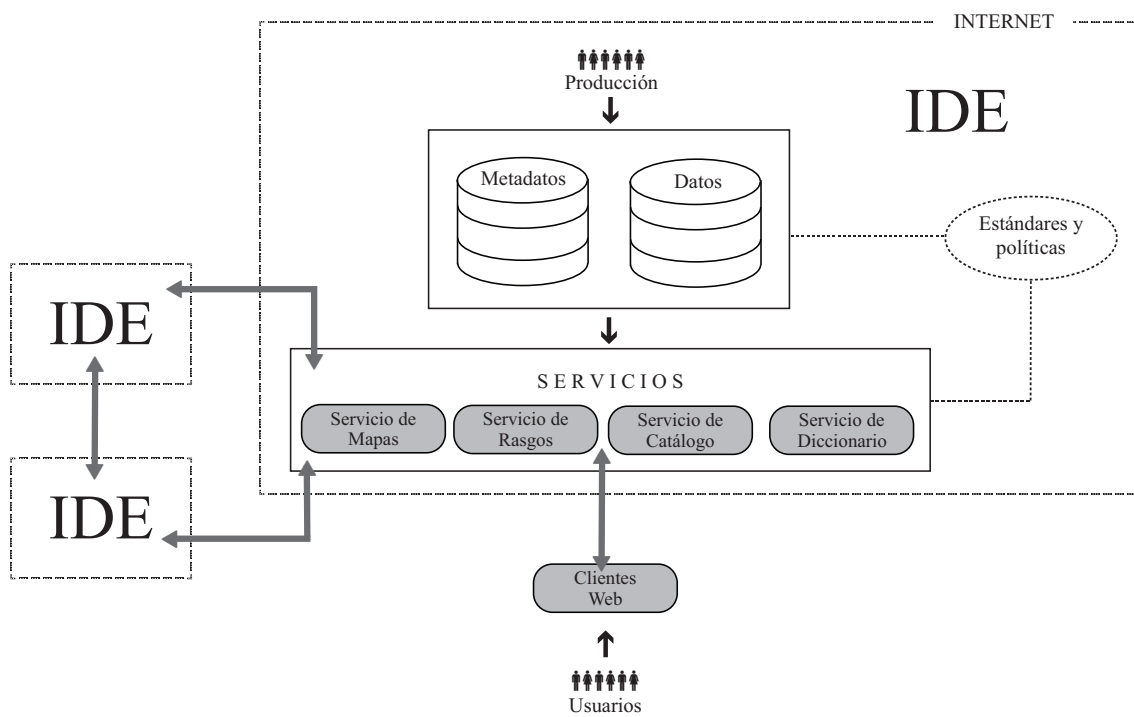 INTERNET
Producción
IDE
Metadatos
Datos
Estándares y
políticas
IDE
SERVICIOS
Servicio de
Mapas
Servicio de
Rasgos
Servicio de
Catálogo
Servicio de
Diccionario
IDE
Clientes
Web
Usuarios